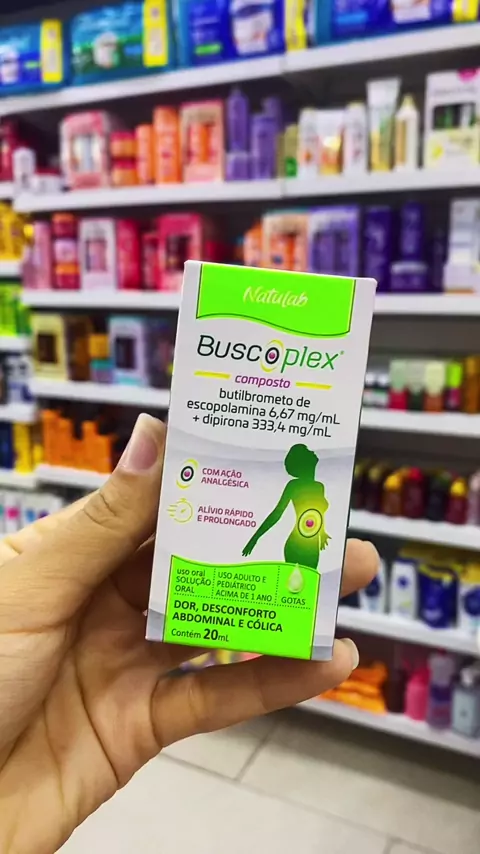 Natulab
BUSCOPLEX®
composto
butilbrometo de
escopolamina 6,67 mg/mL
+ dipirona 333,4 mg/mL
COM AÇÃO
ANALGÉSICA
ALÍVIO RÁPIDO
E PROLONGADO
uso oral
SOLUÇÃO
ORAL
USO ADULTO E
PEDIÁTRICO
ACIMA DE 1 ANO
GOTAS
DOR, DESCONFORTO
ABDOMINAL E CÓLICA
Contém 20mL